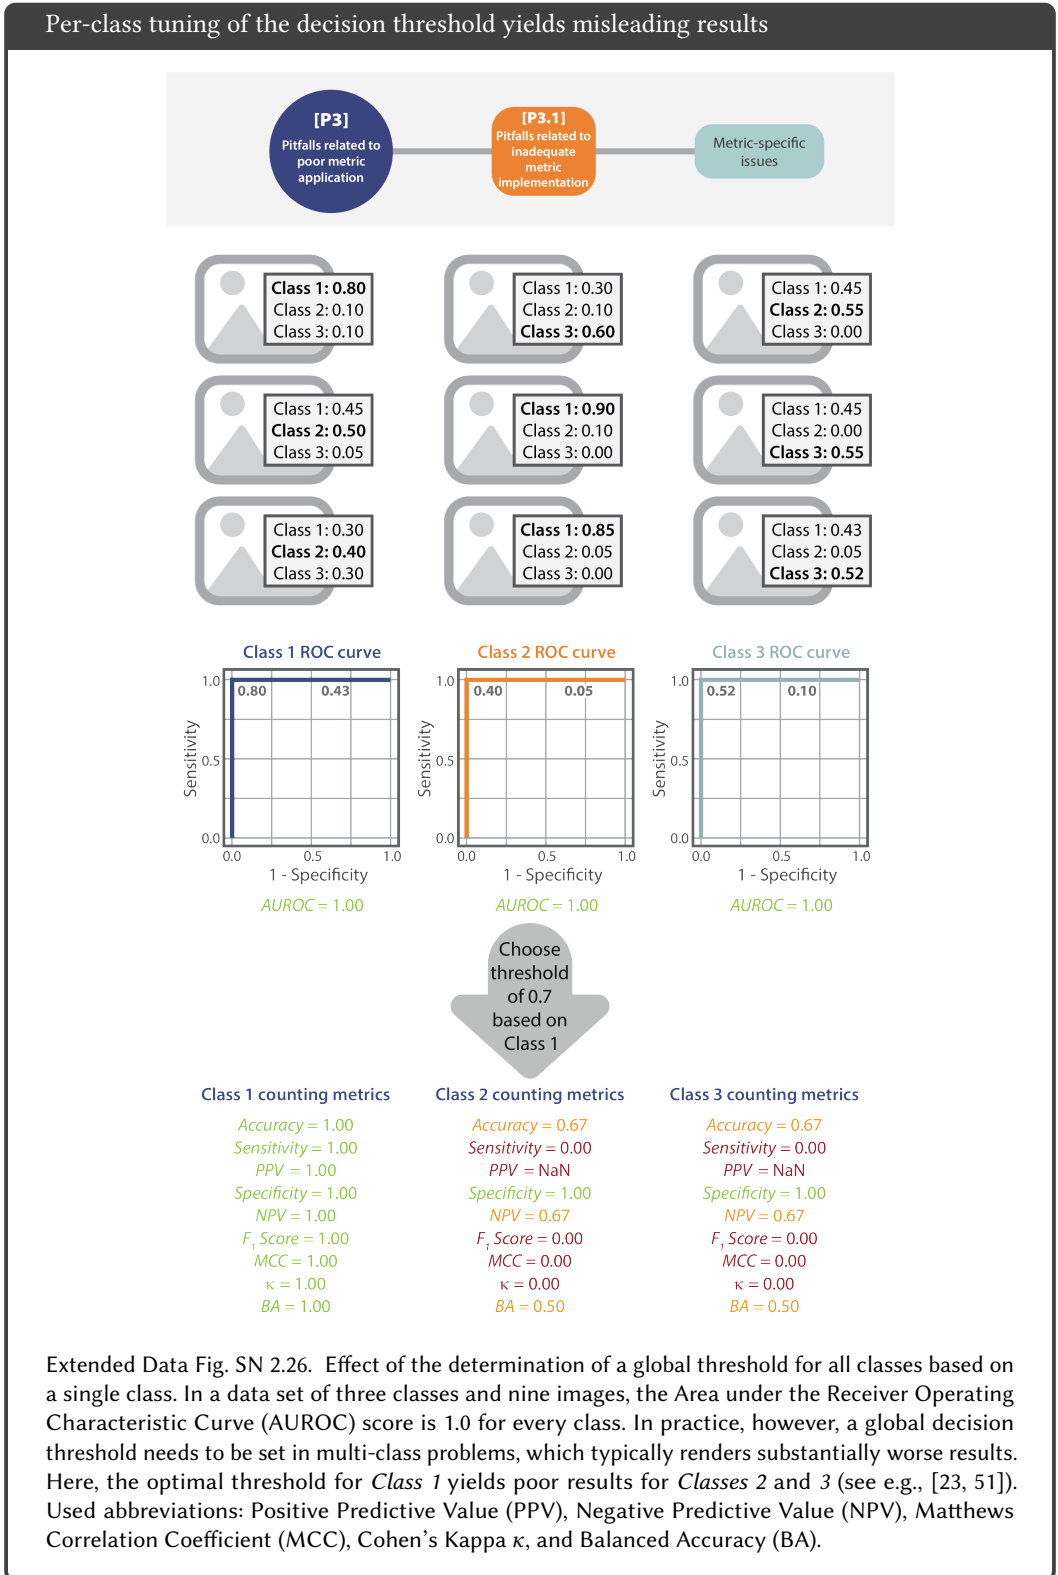 Per-class tuning of the decision threshold yields misleading results
[P3]
Pitfalls related to
poor metric
application
[P3.1]
Pitfalls related to
inadequate
metric
implementation
Metric-specific
issues
Class 1: 0.80
Class 2: 0.10
Class 3: 0.10
Class 1: 0.30
Class 2: 0.10
Class 3: 0.60
Class 1: 0.45
Class 2: 0.55
Class 3: 0.00
Class 1: 0.45
Class 2: 0.50
Class 3: 0.05
Class 1: 0.90
Class 2: 0.10
Class 3: 0.00
Class 1: 0.45
Class 2: 0.00
Class 3: 0.55
Class 1: 0.30
Class 2: 0.40
Class 3: 0.30
Class 1: 0.85
Class 2: 0.05
Class 3: 0.00
Class 1: 0.43
Class 2: 0.05
Class 3: 0.52
Class 1 ROC curve
1.0
0.80 0.43
Sensitivity
0.5
0.0
0.0 0.5 1.0
1 - Specificity
AUROC = 1.00
Class 2 ROC curve
1.0
0.40 0.05
Sensitivity
0.5
0.0
0.0 0.5 1.0
1 - Specificity
AUROC = 1.00
Class 3 ROC curve
1.0
0.52 0.10
Sensitivity
0.5
0.0
0.0 0.5 1.0
1 - Specificity
AUROC = 1.00
Choose
threshold
of 0.7
based on
Class 1
Class 1 counting metrics
Accuracy = 1.00
Sensitivity = 1.00
PPV = 1.00
Specificity = 1.00
NPV = 1.00
F₁ Score = 1.00
MCC = 1.00
κ = 1.00
BA = 1.00
Class 2 counting metrics
Accuracy = 0.67
Sensitivity = 0.00
PPV = NaN
Specificity = 1.00
NPV = 0.67
F₁ Score = 0.00
MCC = 0.00
κ = 0.00
BA = 0.50
Class 3 counting metrics
Accuracy = 0.67
Sensitivity = 0.00
PPV = NaN
Specificity = 1.00
NPV = 0.67
F₁ Score = 0.00
MCC = 0.00
κ = 0.00
BA = 0.50
Extended Data Fig. SN 2.26. Effect of the determination of a global threshold for all classes based on
a single class. In a data set of three classes and nine images, the Area under the Receiver Operating
Characteristic Curve (AUROC) score is 1.0 for every class. In practice, however, a global decision
threshold needs to be set in multi-class problems, which typically renders substantially worse results.
Here, the optimal threshold for Class 1 yields poor results for Classes 2 and 3 (see e.g., [23, 51]).
Used abbreviations: Positive Predictive Value (PPV), Negative Predictive Value (NPV), Matthews
Correlation Coefficient (MCC), Cohen's Kappa κ, and Balanced Accuracy (BA).